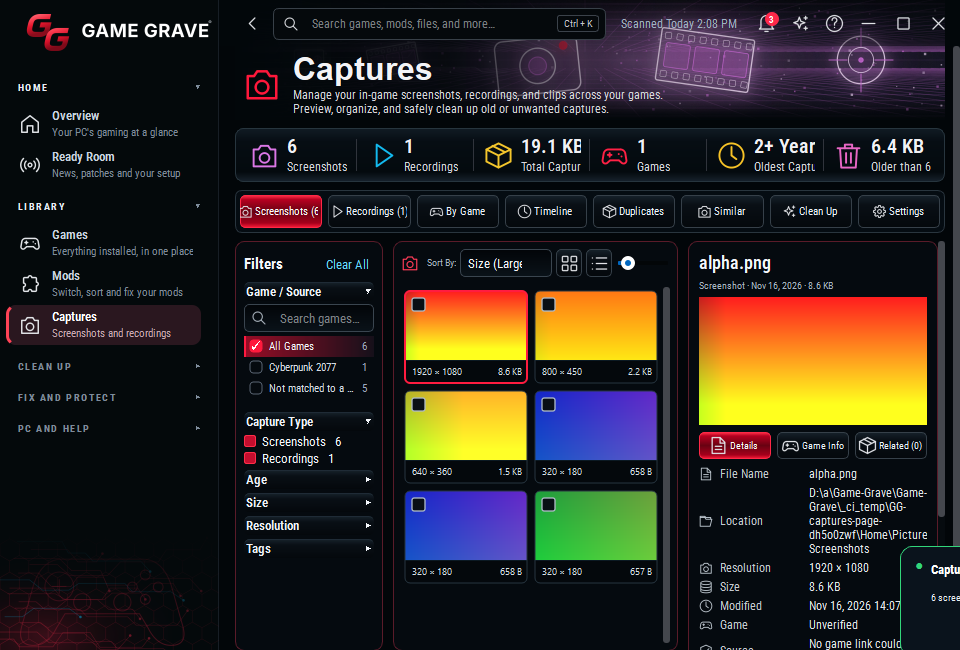 GAME GRAVE
Search games, mods, files, and more...
Ctrl + K
Scanned Today 2:08 PM
3
HOME
Overview
Your PC's gaming at a glance
Ready Room
News, patches and your setup
LIBRARY
Games
Everything installed, in one place
Mods
Switch, sort and fix your mods
Captures
Screenshots and recordings
CLEAN UP
FIX AND PROTECT
PC AND HELP
Captures
Manage your in-game screenshots, recordings, and clips across your games.
Preview, organize, and safely clean up old or unwanted captures.
6
Screenshots
1
Recordings
19.1 KB
Total Captur
1
Games
2+ Year
Oldest Capt
6.4 KB
Older than 6
Screenshots (6
Recordings (1)
By Game
Timeline
Duplicates
Similar
Clean Up
Settings
Filters
Clear All
Game / Source
Search games...
All Games 6
Cyberpunk 2077 1
Not matched to a ... 5
Capture Type
Screenshots 6
Recordings 1
Age
Size
Resolution
Tags
Sort By:
Size (Large
1920 × 1080 8.6 KB
800 × 450 2.2 KB
640 × 360 1.5 KB
320 × 180 658 B
320 × 180 658 B
320 × 180 657 B
alpha.png
Screenshot · Nov 16, 2026 · 8.6 KB
Details
Game Info
Related (0)
File Name alpha.png
Location
D:\a\Game-Grave\Game-
Grave\_ci_temp\GG-
captures-page-
dh5o0zwf\Home\Picture
Screenshots
Resolution 1920 × 1080
Size 8.6 KB
Modified Nov 16, 2026 14:07
Game Unverified
Source No game link could
Captu
6 scree